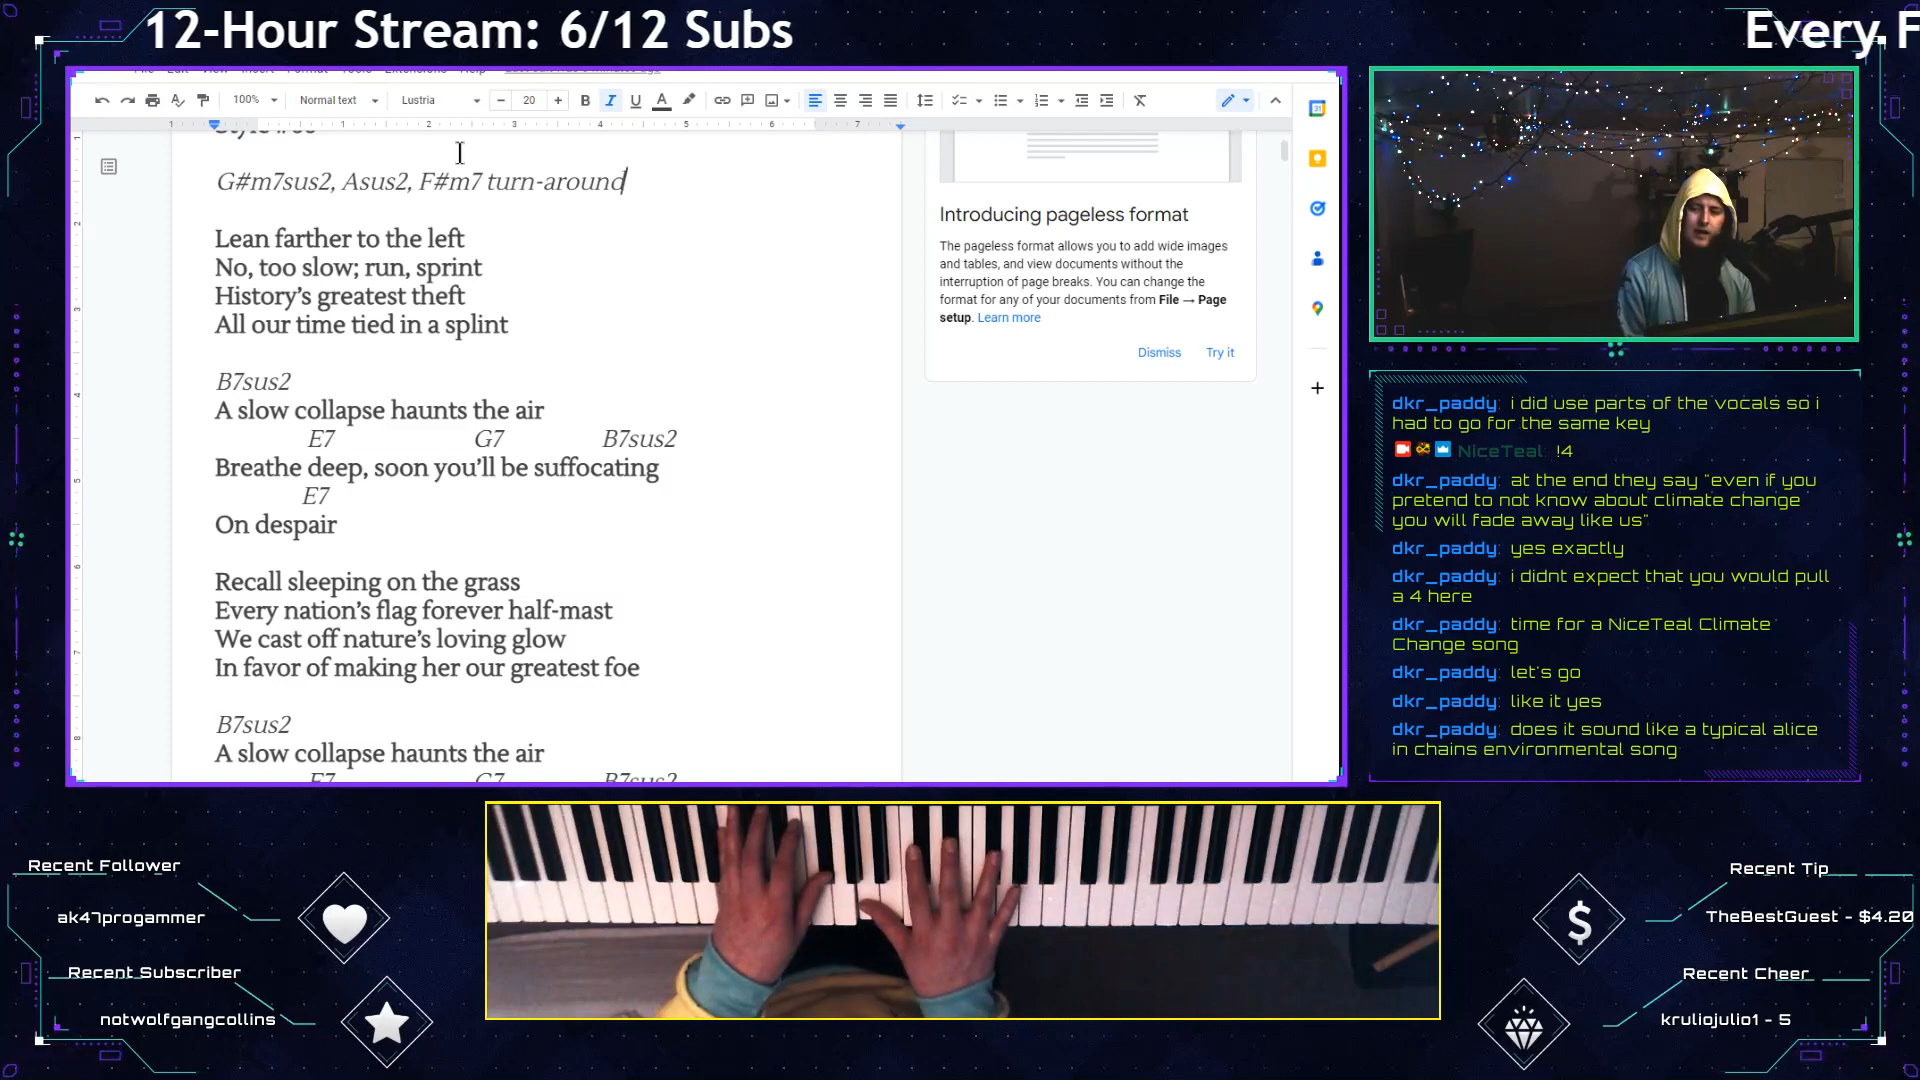 12-Hour Stream: 6/12 Subs
Every F
100%
Normal text
Lustria
20
B I U A
1 1 2 3 4 5 6 7
G#m7sus2, Asus2, F#m7 turn-around
Lean farther to the left
No, too slow; run, sprint
History's greatest theft
All our time tied in a splint
B7sus2
A slow collapse haunts the air
E7 G7 B7sus2
Breathe deep, soon you'll be suffocating
E7
On despair
Recall sleeping on the grass
Every nation's flag forever half-mast
We cast off nature's loving glow
In favor of making her our greatest foe
B7sus2
A slow collapse haunts the air
E7 G7 B7sus2
Introducing pageless format
The pageless format allows you to add wide images
and tables, and view documents without the
interruption of page breaks. You can change the
format for any of your documents from File → Page
setup. Learn more
Dismiss Try it
dkr_paddy: i did use parts of the vocals so i
had to go for the same key
NiceTeal: !4
dkr_paddy: at the end they say "even if you
pretend to not know about climate change
you will fade away like us"
dkr_paddy: yes exactly
dkr_paddy: i didnt expect that you would pull
a 4 here
dkr_paddy: time for a NiceTeal Climate
Change song
dkr_paddy: let's go
dkr_paddy: like it yes
dkr_paddy: does it sound like a typical alice
in chains environmental song
Recent Follower
ak47progammer
Recent Subscriber
notwolfgangcollins
Recent Tip
TheBestGuest - $4.20
Recent Cheer
kruliojulio1 - 5